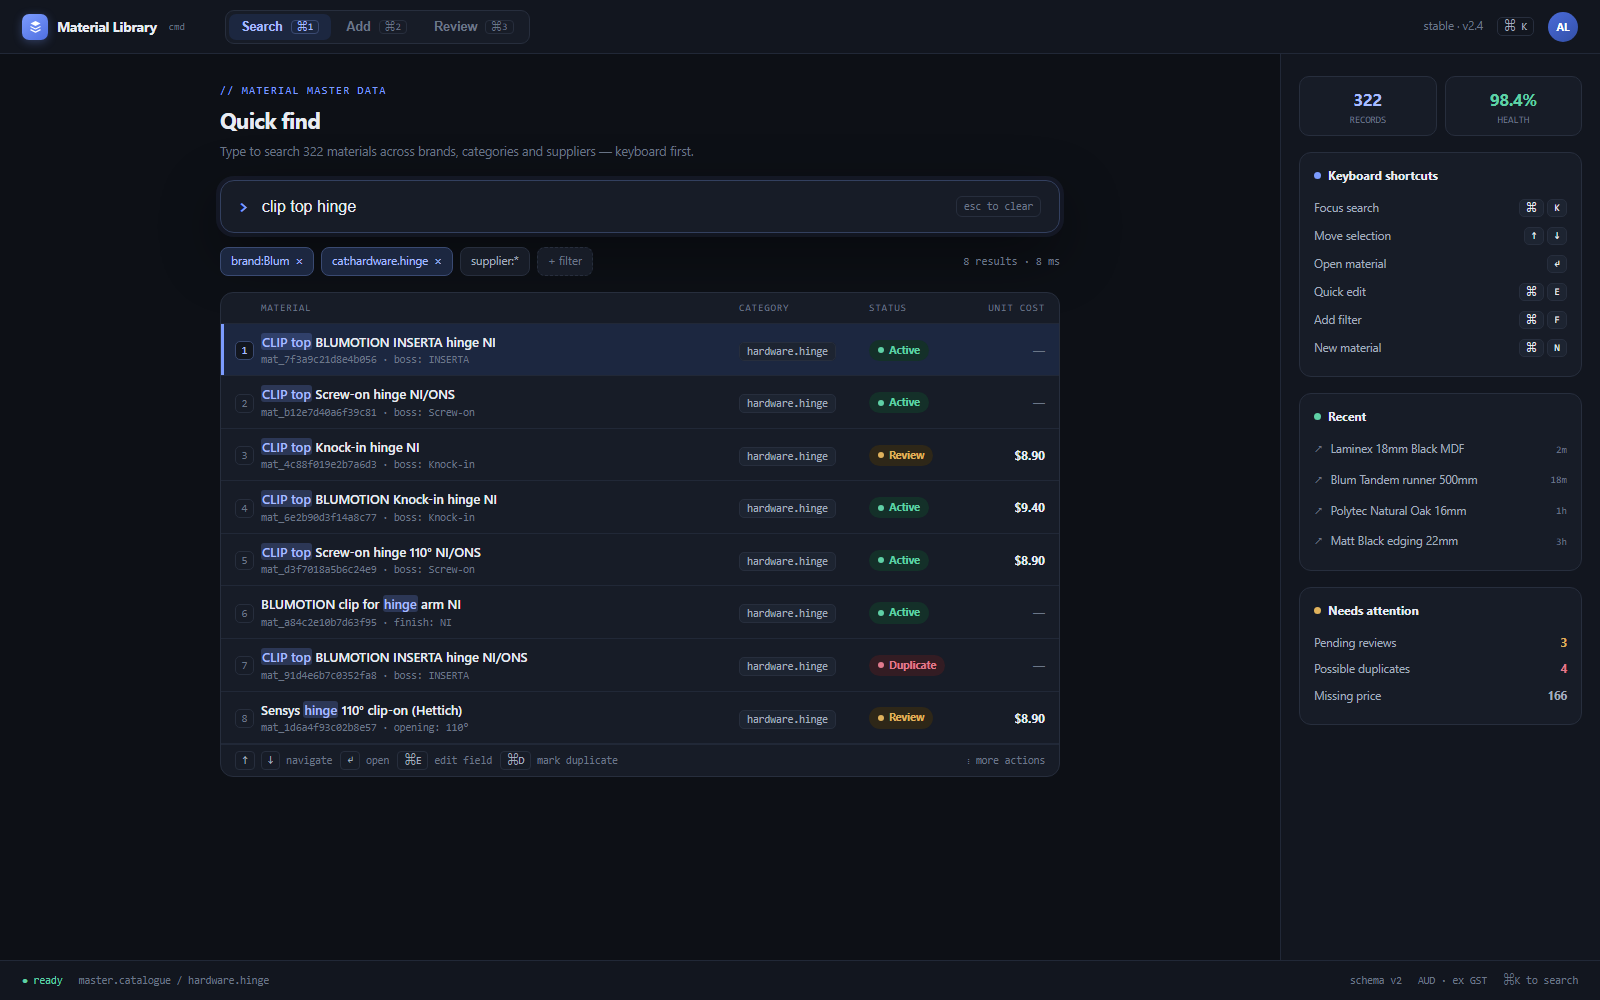 Material Library cmd
Search ⌘1 Add ⌘2 Review ⌘3
stable · v2.4 ⌘ K AL
// MATERIAL MASTER DATA
Quick find
Type to search 322 materials across brands, categories and suppliers — keyboard first.
› clip top hinge esc to clear
brand:Blum × cat:hardware.hinge × supplier:* + filter 8 results · 8 ms
MATERIAL CATEGORY STATUS UNIT COST
1 CLIP top BLUMOTION INSERTA hinge NI hardware.hinge Active —
mat_7f3a9c21d8e4b056 · boss: INSERTA
2 CLIP top Screw-on hinge NI/ONS hardware.hinge Active —
mat_b12e7d40a6f39c81 · boss: Screw-on
3 CLIP top Knock-in hinge NI hardware.hinge Review $8.90
mat_4c88f019e2b7a6d3 · boss: Knock-in
4 CLIP top BLUMOTION Knock-in hinge NI hardware.hinge Active $9.40
mat_6e2b90d3f14a8c77 · boss: Knock-in
5 CLIP top Screw-on hinge 110° NI/ONS hardware.hinge Active $8.90
mat_d3f7018a5b6c24e9 · boss: Screw-on
6 BLUMOTION clip for hinge arm NI hardware.hinge Active —
mat_a84c2e10b7d63f95 · finish: NI
7 CLIP top BLUMOTION INSERTA hinge NI/ONS hardware.hinge Duplicate —
mat_91d4e6b7c0352fa8 · boss: INSERTA
8 Sensys hinge 110° clip-on (Hettich) hardware.hinge Review $8.90
mat_1d6a4f93c02b8e57 · opening: 110°
↑ ↓ navigate ↵ open ⌘E edit field ⌘D mark duplicate ⋮ more actions
322
RECORDS
98.4%
HEALTH
Keyboard shortcuts
Focus search ⌘ K
Move selection ↑ ↓
Open material ↵
Quick edit ⌘ E
Add filter ⌘ F
New material ⌘ N
Recent
↗ Laminex 18mm Black MDF 2m
↗ Blum Tandem runner 500mm 18m
↗ Polytec Natural Oak 16mm 1h
↗ Matt Black edging 22mm 3h
Needs attention
Pending reviews 3
Possible duplicates 4
Missing price 166
● ready master.catalogue / hardware.hinge
schema v2 AUD · ex GST ⌘K to search